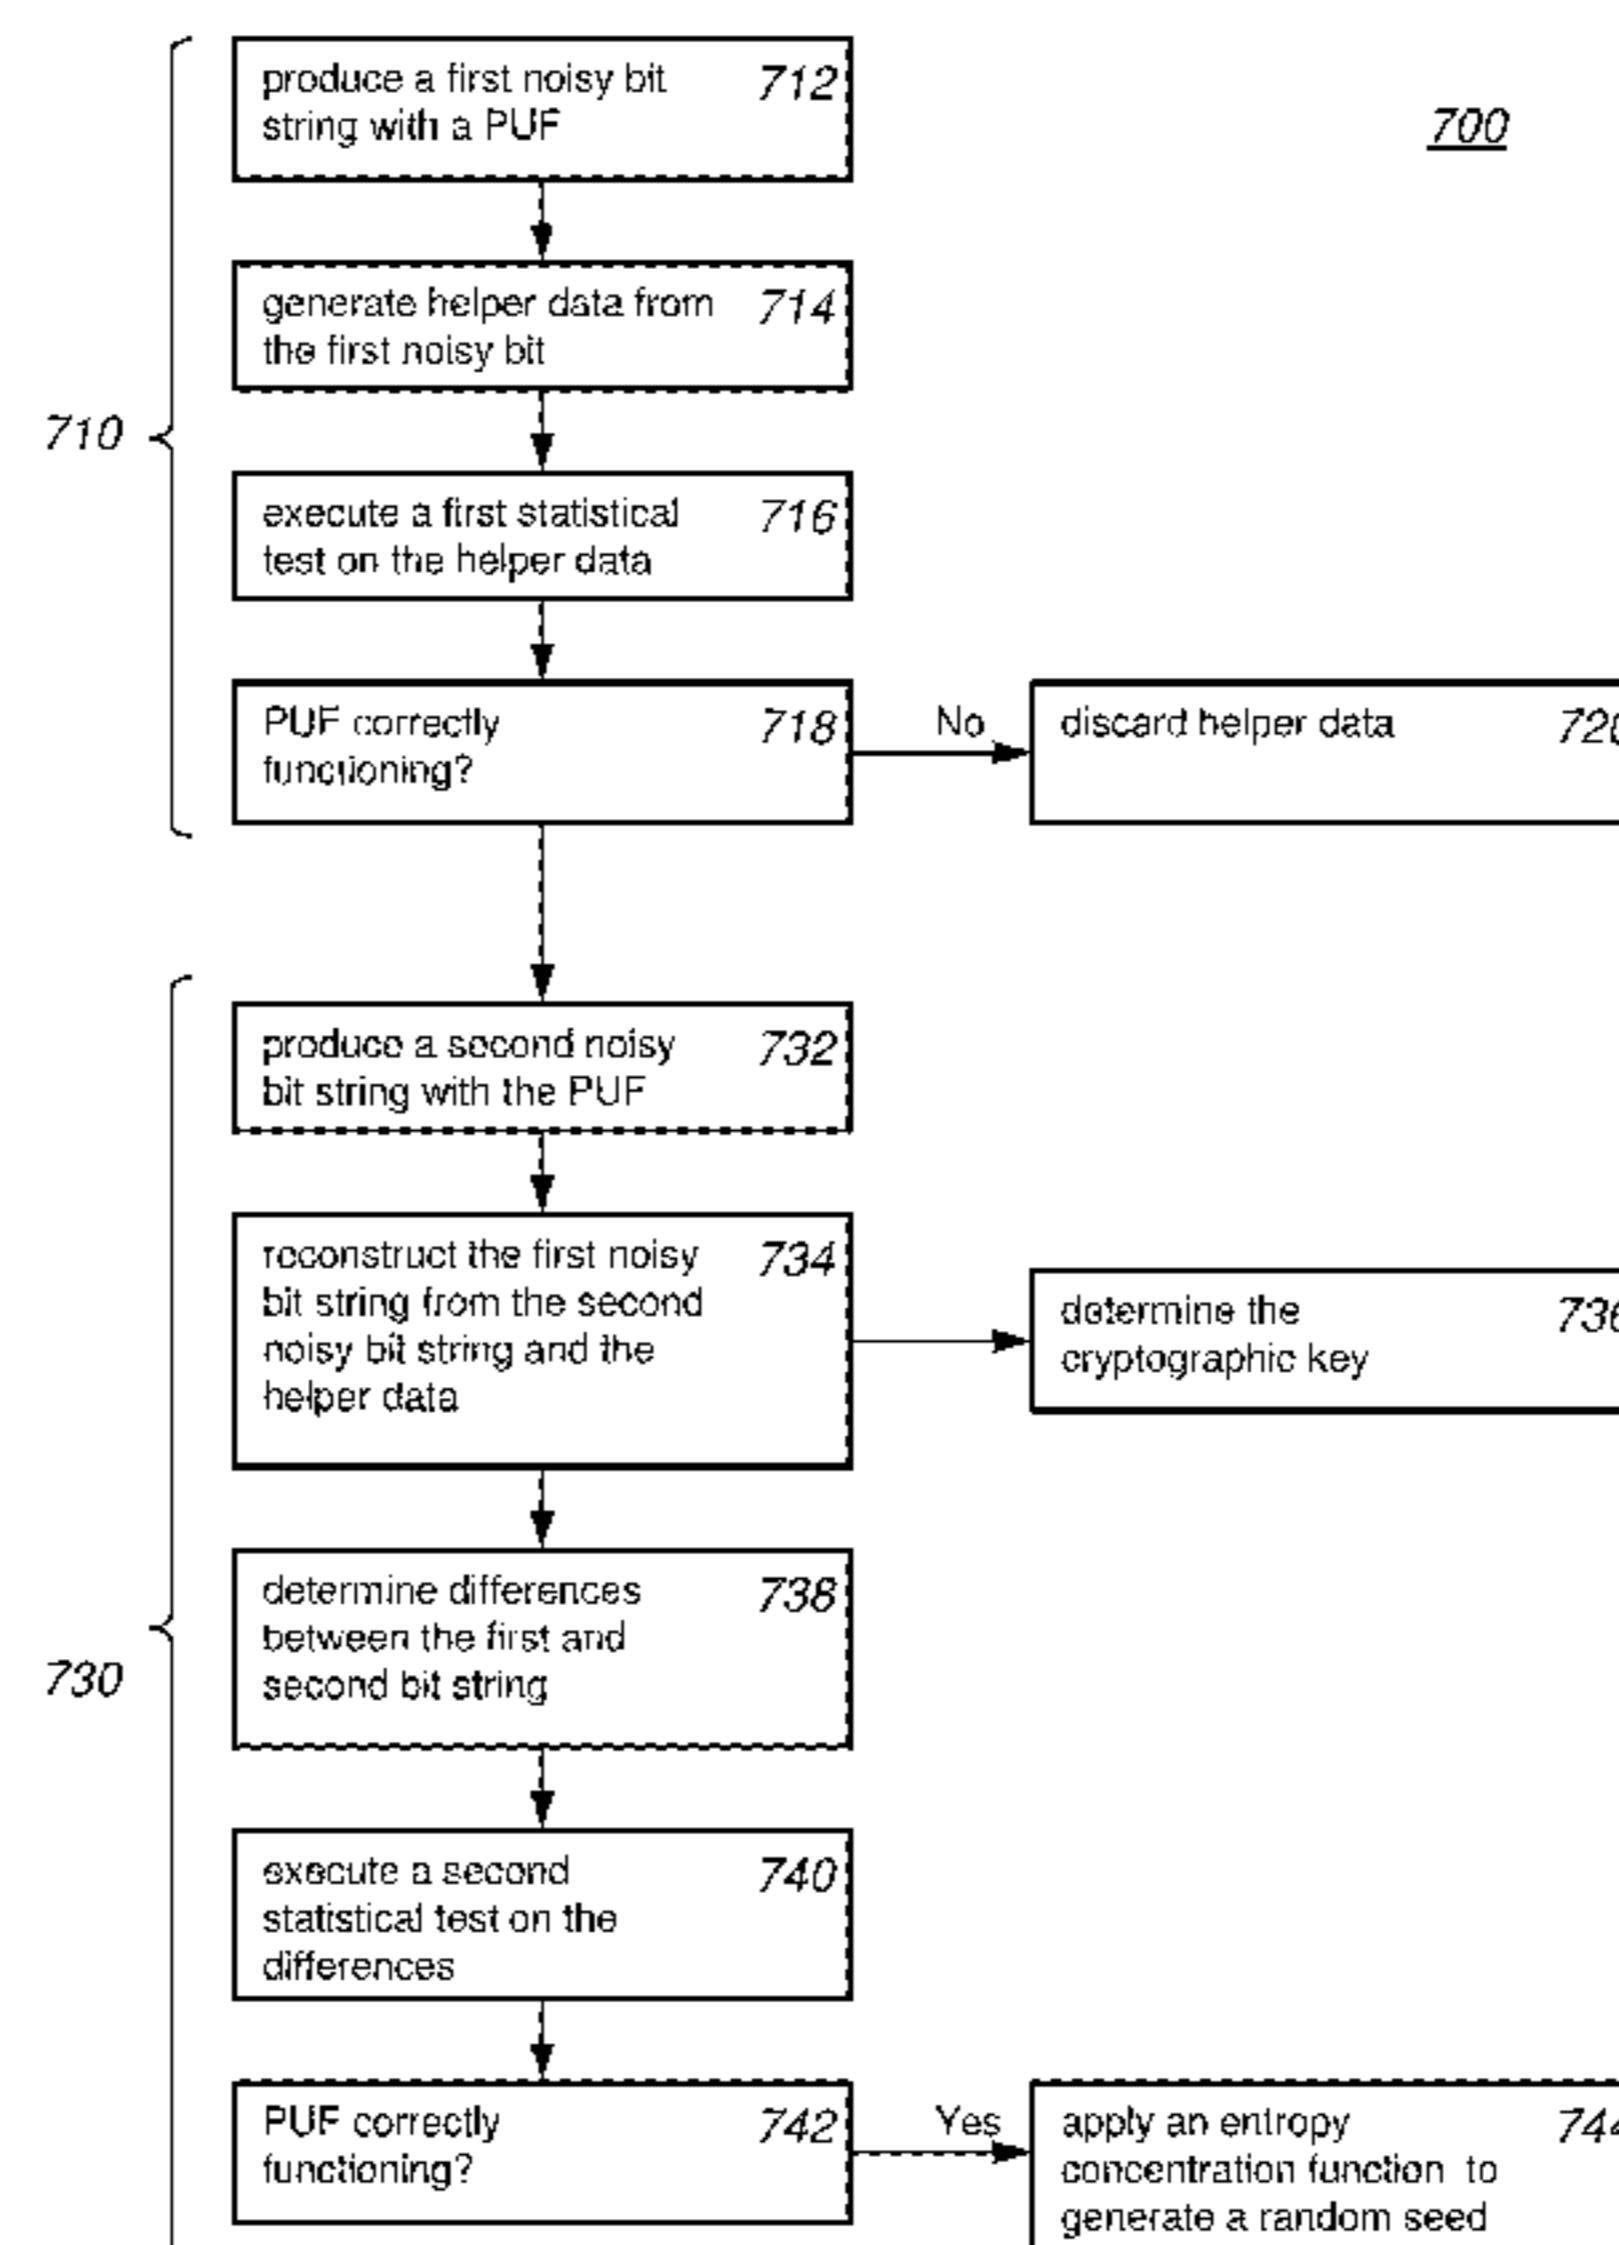 produce a first noisy bit
string with a PUF
712
700
generate helper data from
the first noisy bit
714
710
execute a first statistical
test on the helper data
716
PUF correctly
functioning?
718
No
discard helper data
720
produce a second noisy
bit string with the PUF
732
reconstruct the first noisy
bit string from the second
noisy bit string and the
helper data
734
determine the
cryptographic key
736
determine differences
between the first and
second bit string
738
730
execute a second
statistical test on the
differences
740
PUF correctly
functioning?
742
Yes
apply an entropy
concentration function to
generate a random seed
744